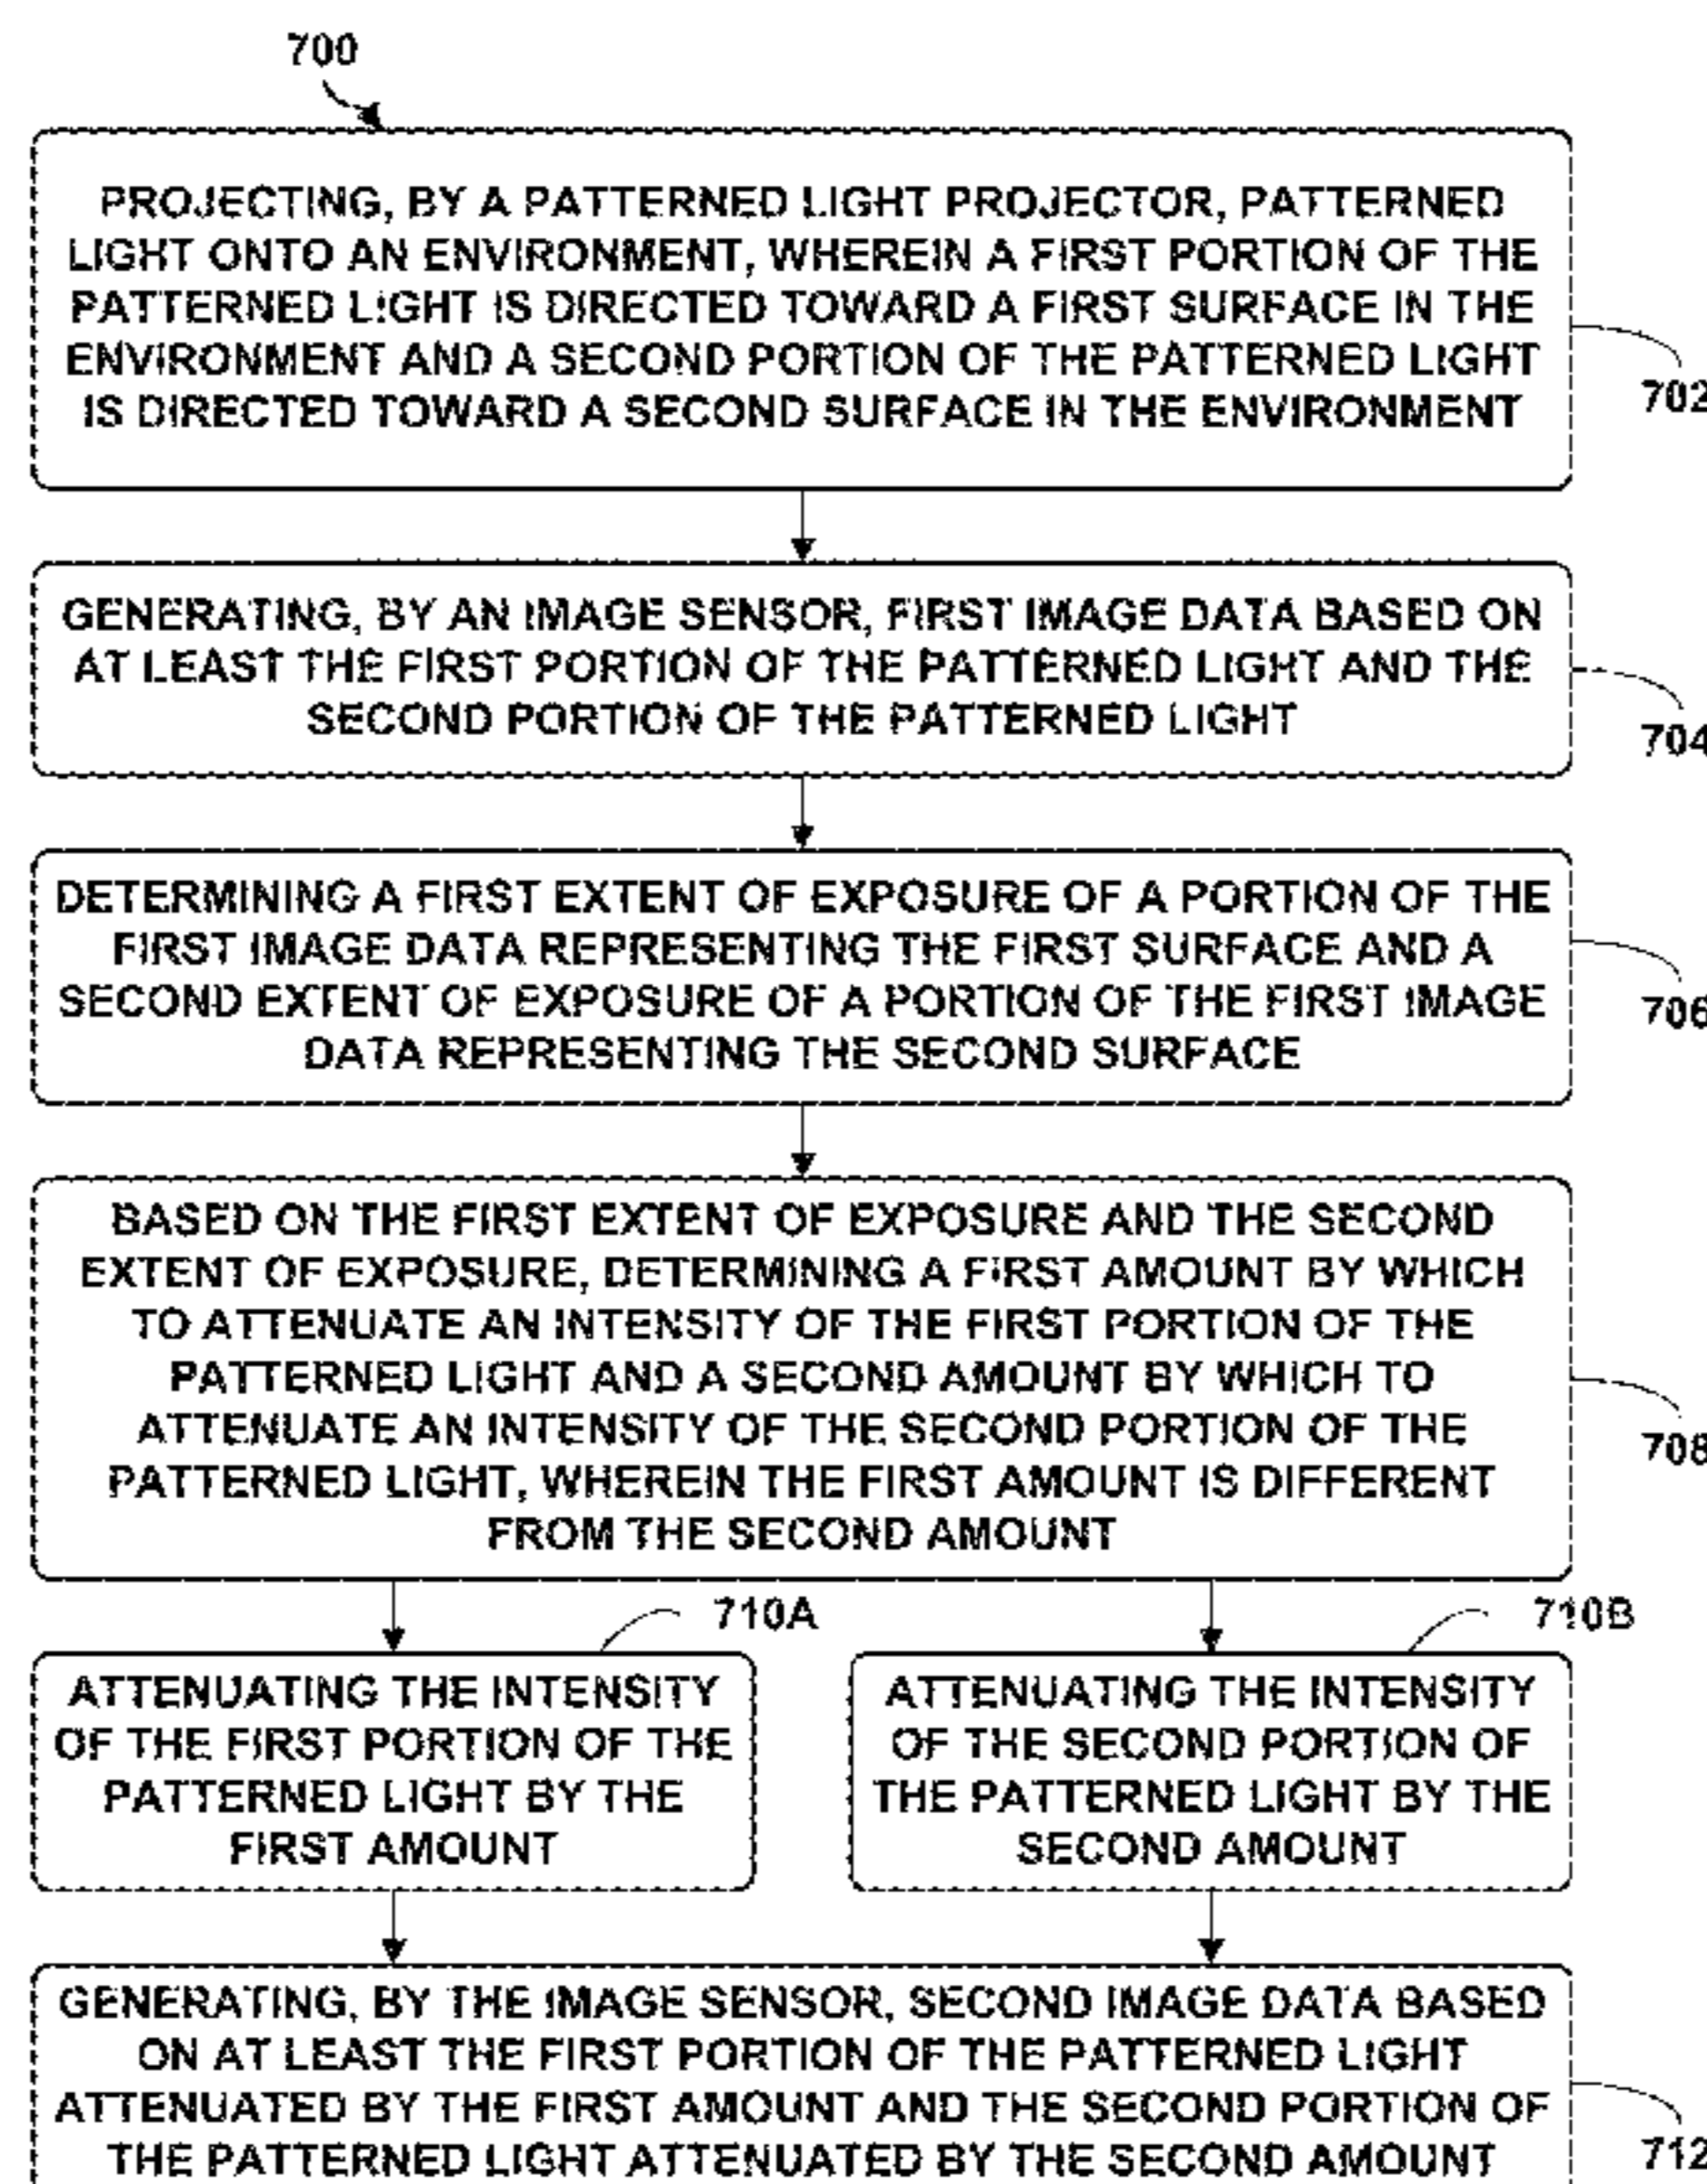 700
PROJECTING, BY A PATTERNED LIGHT PROJECTOR, PATTERNED
LIGHT ONTO AN ENVIRONMENT, WHEREIN A FIRST PORTION OF THE
PATTERNED LIGHT IS DIRECTED TOWARD A FIRST SURFACE IN THE
ENVIRONMENT AND A SECOND PORTION OF THE PATTERNED LIGHT
IS DIRECTED TOWARD A SECOND SURFACE IN THE ENVIRONMENT
702
GENERATING, BY AN IMAGE SENSOR, FIRST IMAGE DATA BASED ON
AT LEAST THE FIRST PORTION OF THE PATTERNED LIGHT AND THE
SECOND PORTION OF THE PATTERNED LIGHT
704
DETERMINING A FIRST EXTENT OF EXPOSURE OF A PORTION OF THE
FIRST IMAGE DATA REPRESENTING THE FIRST SURFACE AND A
SECOND EXTENT OF EXPOSURE OF A PORTION OF THE FIRST IMAGE
DATA REPRESENTING THE SECOND SURFACE
706
BASED ON THE FIRST EXTENT OF EXPOSURE AND THE SECOND
EXTENT OF EXPOSURE, DETERMINING A FIRST AMOUNT BY WHICH
TO ATTENUATE AN INTENSITY OF THE FIRST PORTION OF THE
PATTERNED LIGHT AND A SECOND AMOUNT BY WHICH TO
ATTENUATE AN INTENSITY OF THE SECOND PORTION OF THE
PATTERNED LIGHT, WHEREIN THE FIRST AMOUNT IS DIFFERENT
FROM THE SECOND AMOUNT
708
710A
ATTENUATING THE INTENSITY
OF THE FIRST PORTION OF THE
PATTERNED LIGHT BY THE
FIRST AMOUNT
710B
ATTENUATING THE INTENSITY
OF THE SECOND PORTION OF
THE PATTERNED LIGHT BY THE
SECOND AMOUNT
GENERATING, BY THE IMAGE SENSOR, SECOND IMAGE DATA BASED
ON AT LEAST THE FIRST PORTION OF THE PATTERNED LIGHT
ATTENUATED BY THE FIRST AMOUNT AND THE SECOND PORTION OF
THE PATTERNED LIGHT ATTENUATED BY THE SECOND AMOUNT
712